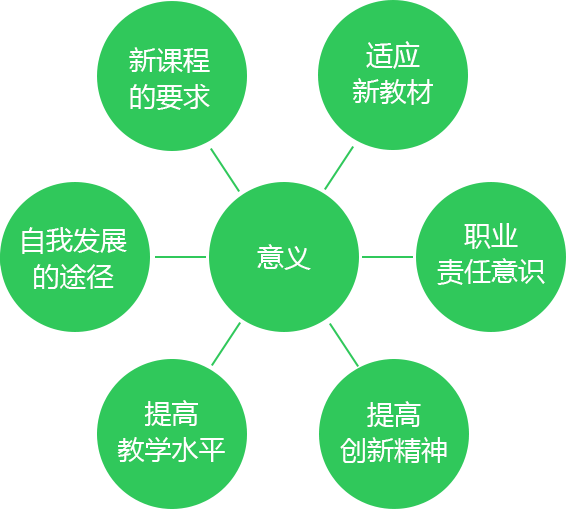 新课程
的要求
适应
新教材
自我发展
的途径
意义
职业
责任意识
提高
教学水平
提高
创新精神